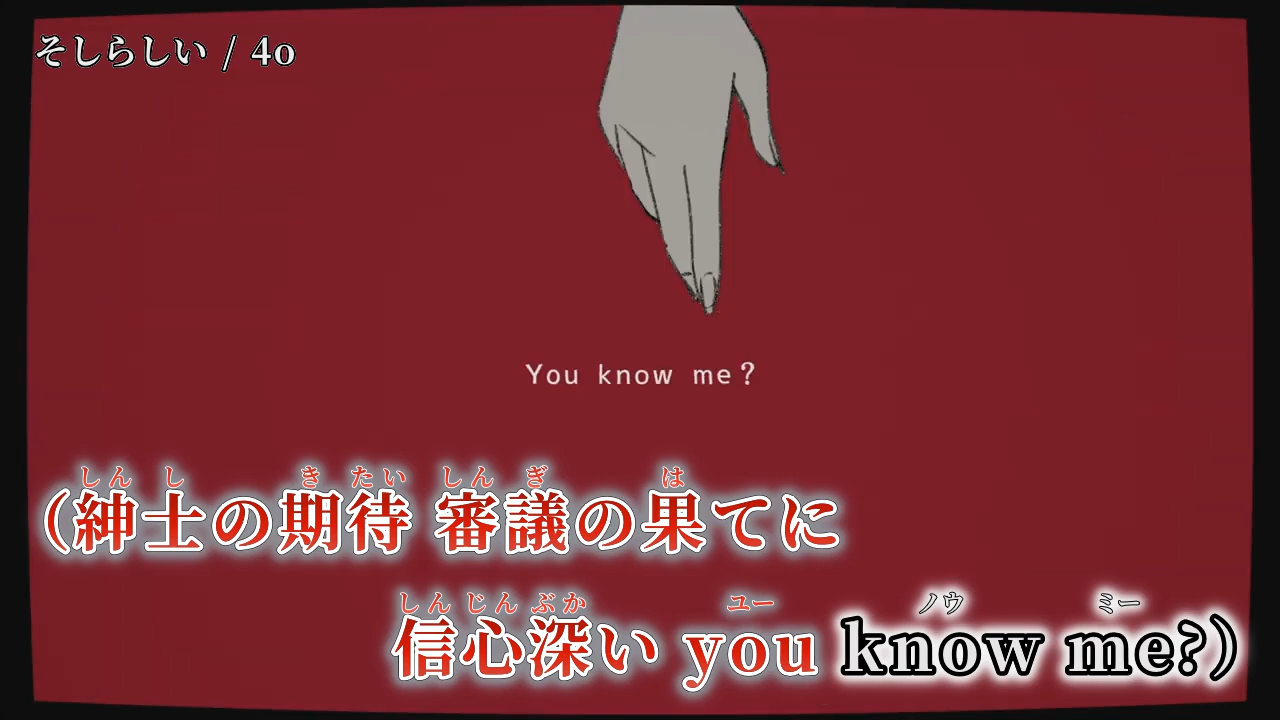 そしらしい / 4o
You know me?
しん し き たい しん ぎ は
（紳士の期待 審議の果てに
しん じん ぶか ユー ノウ ミー
信心深い you know me?）